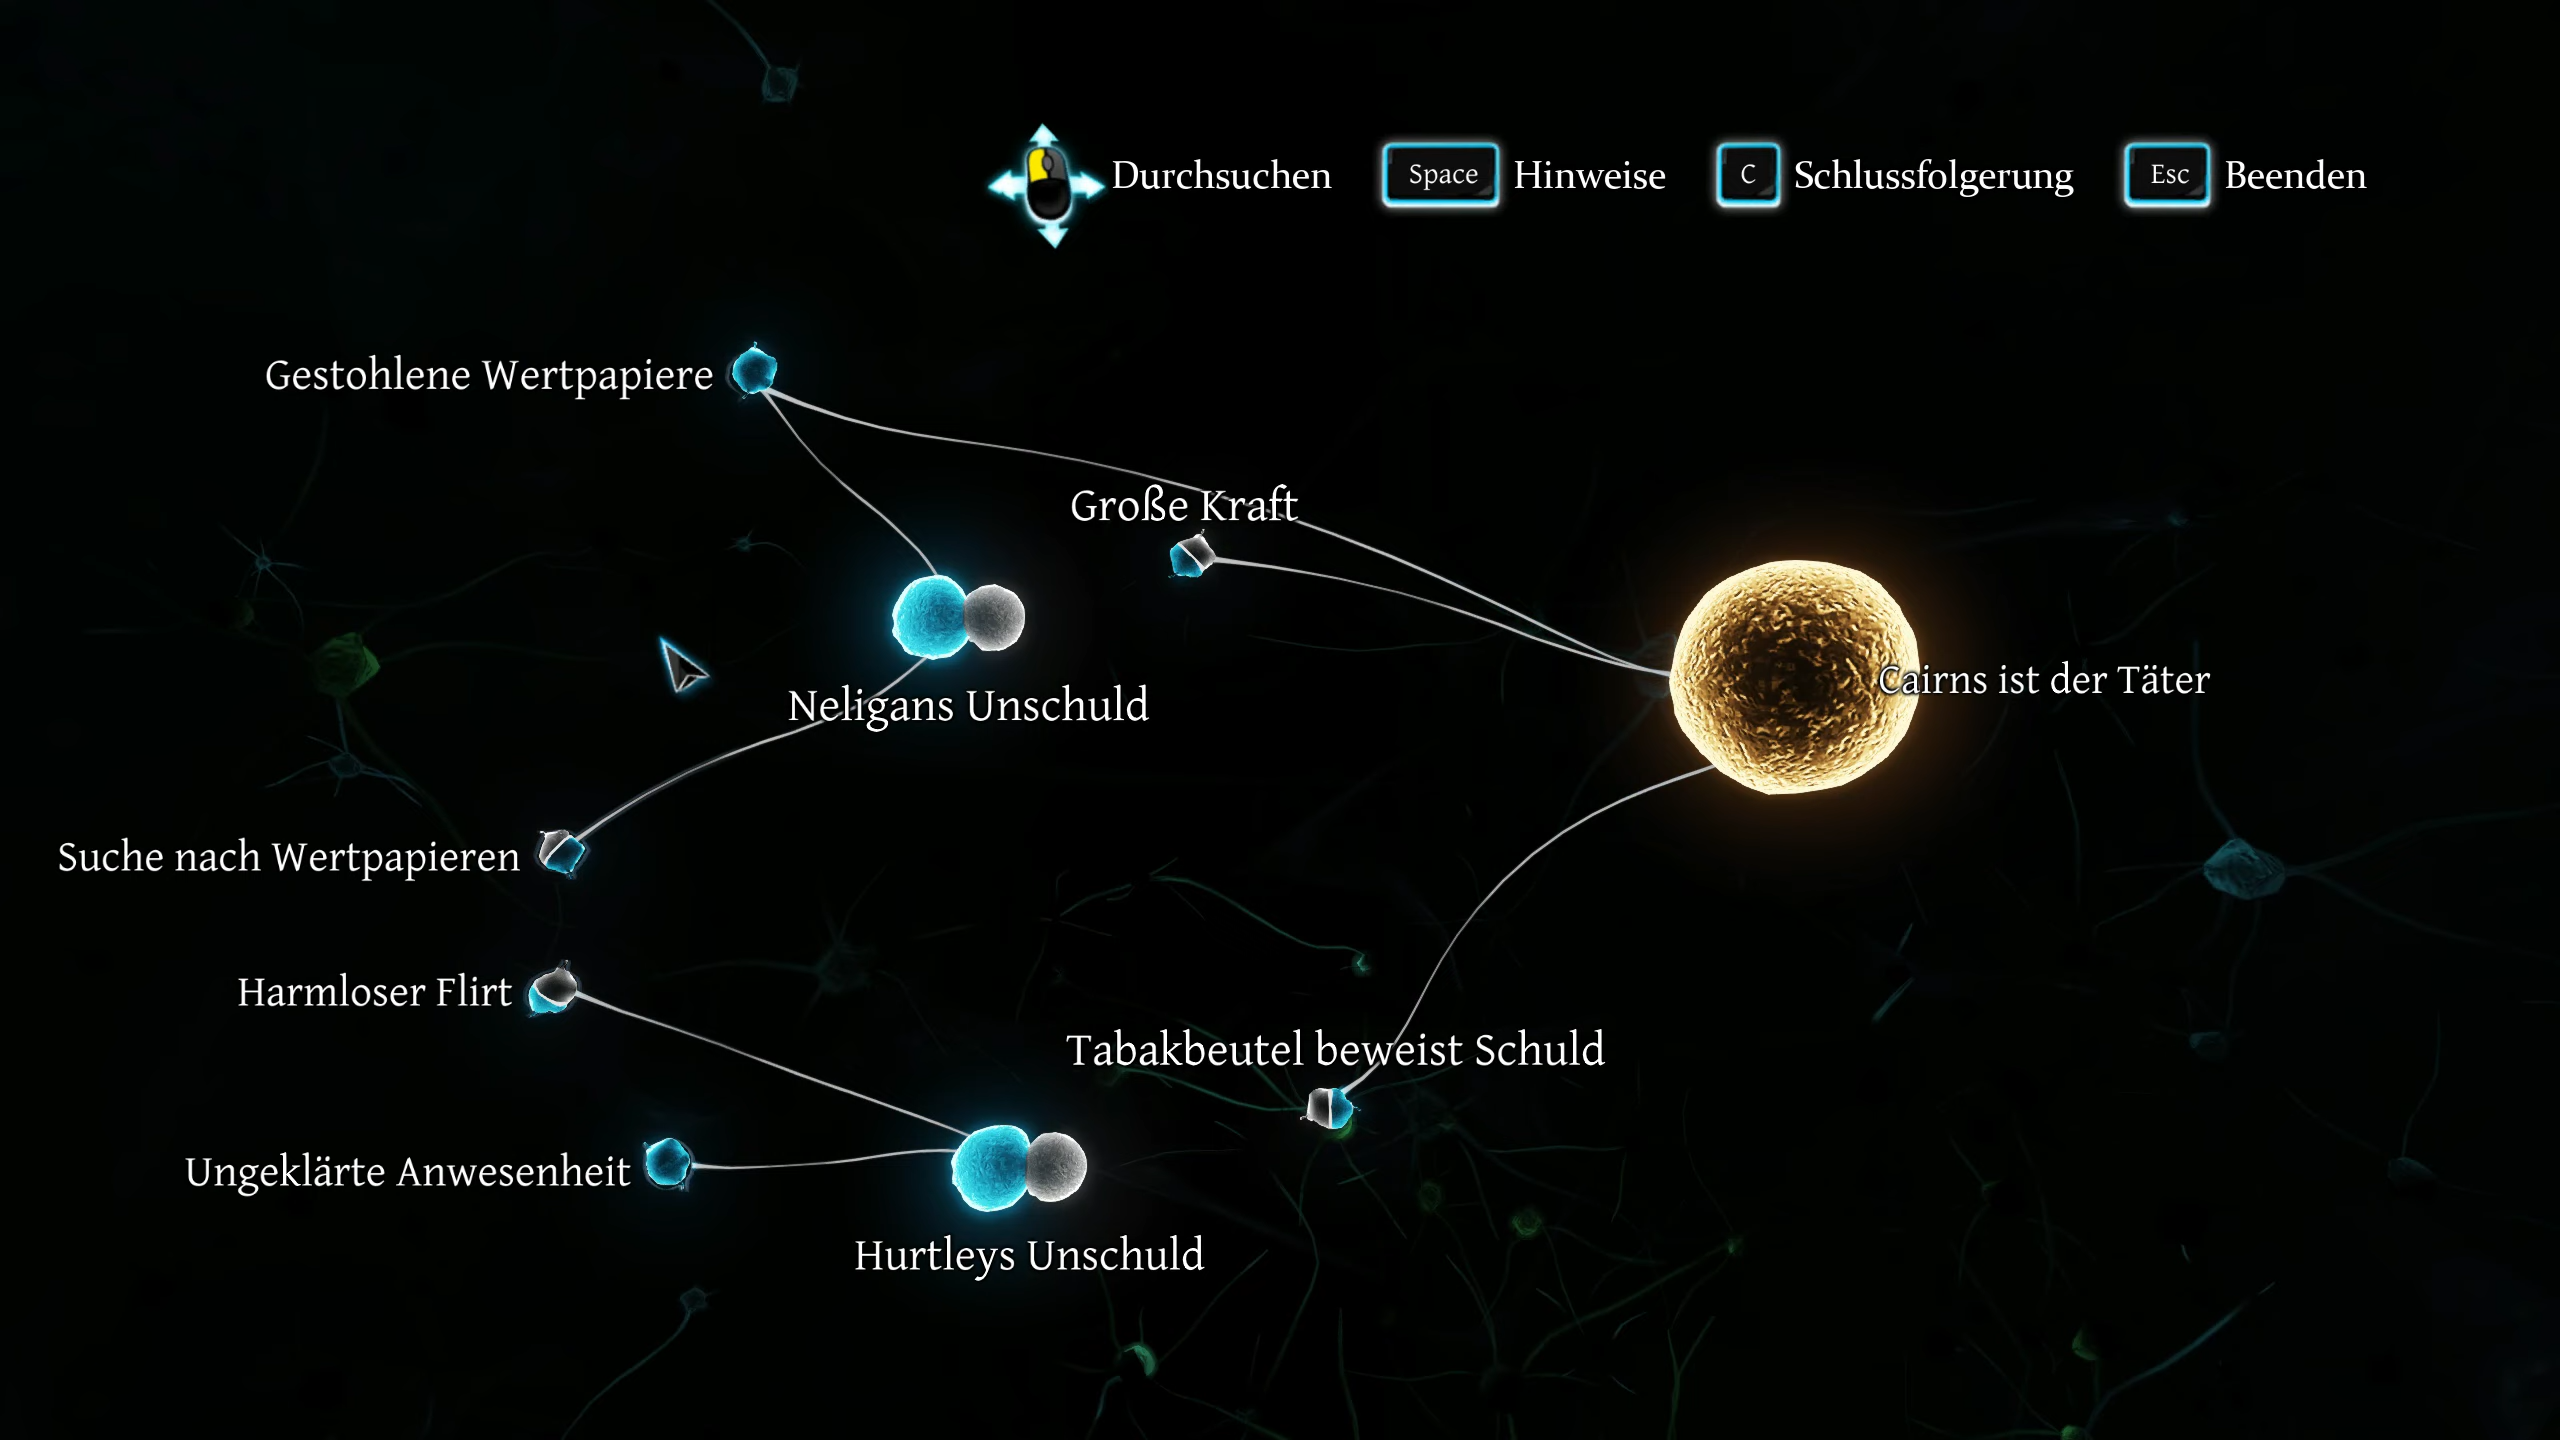 Durchsuchen
Space Hinweise
C Schlussfolgerung
Esc Beenden
Gestohlene Wertpapiere
Große Kraft
Cairns ist der Täter
Neligans Unschuld
Suche nach Wertpapieren
Harmloser Flirt
Tabakbeutel beweist Schuld
Ungeklärte Anwesenheit
Hurtleys Unschuld